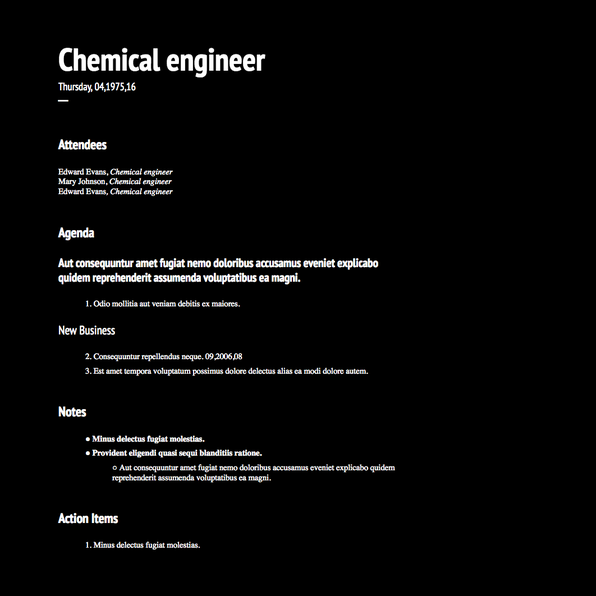 Chemical engineer
Thursday, 04,1975,16
—
Attendees
Edward Evans, Chemical engineer
Mary Johnson, Chemical engineer
Edward Evans, Chemical engineer
Agenda
Aut consequuntur amet fugiat nemo doloribus accusamus eveniet explicabo
quidem reprehenderit assumenda voluptatibus ea magni.
1. Odio mollitia aut veniam debitis ex maiores.
New Business
2. Consequuntur repellendus neque. 09,2006,08
3. Est amet tempora voluptatum possimus dolore delectus alias ea modi dolore autem.
Notes
● Minus delectus fugiat molestias.
● Provident eligendi quasi sequi blanditiis ratione.
○ Aut consequuntur amet fugiat nemo doloribus accusamus eveniet explicabo quidem
reprehenderit assumenda voluptatibus ea magni.
Action Items
1. Minus delectus fugiat molestias.